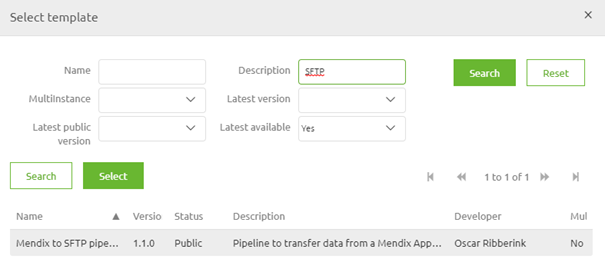 Select template ×
Name Description SFTP Search Reset
MultiInstance Latest version
Latest public version Latest available Yes
Search Select 1 to 1 of 1
Name Versio Status Description Developer Mul
Mendix to SFTP pipe... 1.1.0 Public Pipeline to transfer data from a Mendix App... Oscar Ribberink No